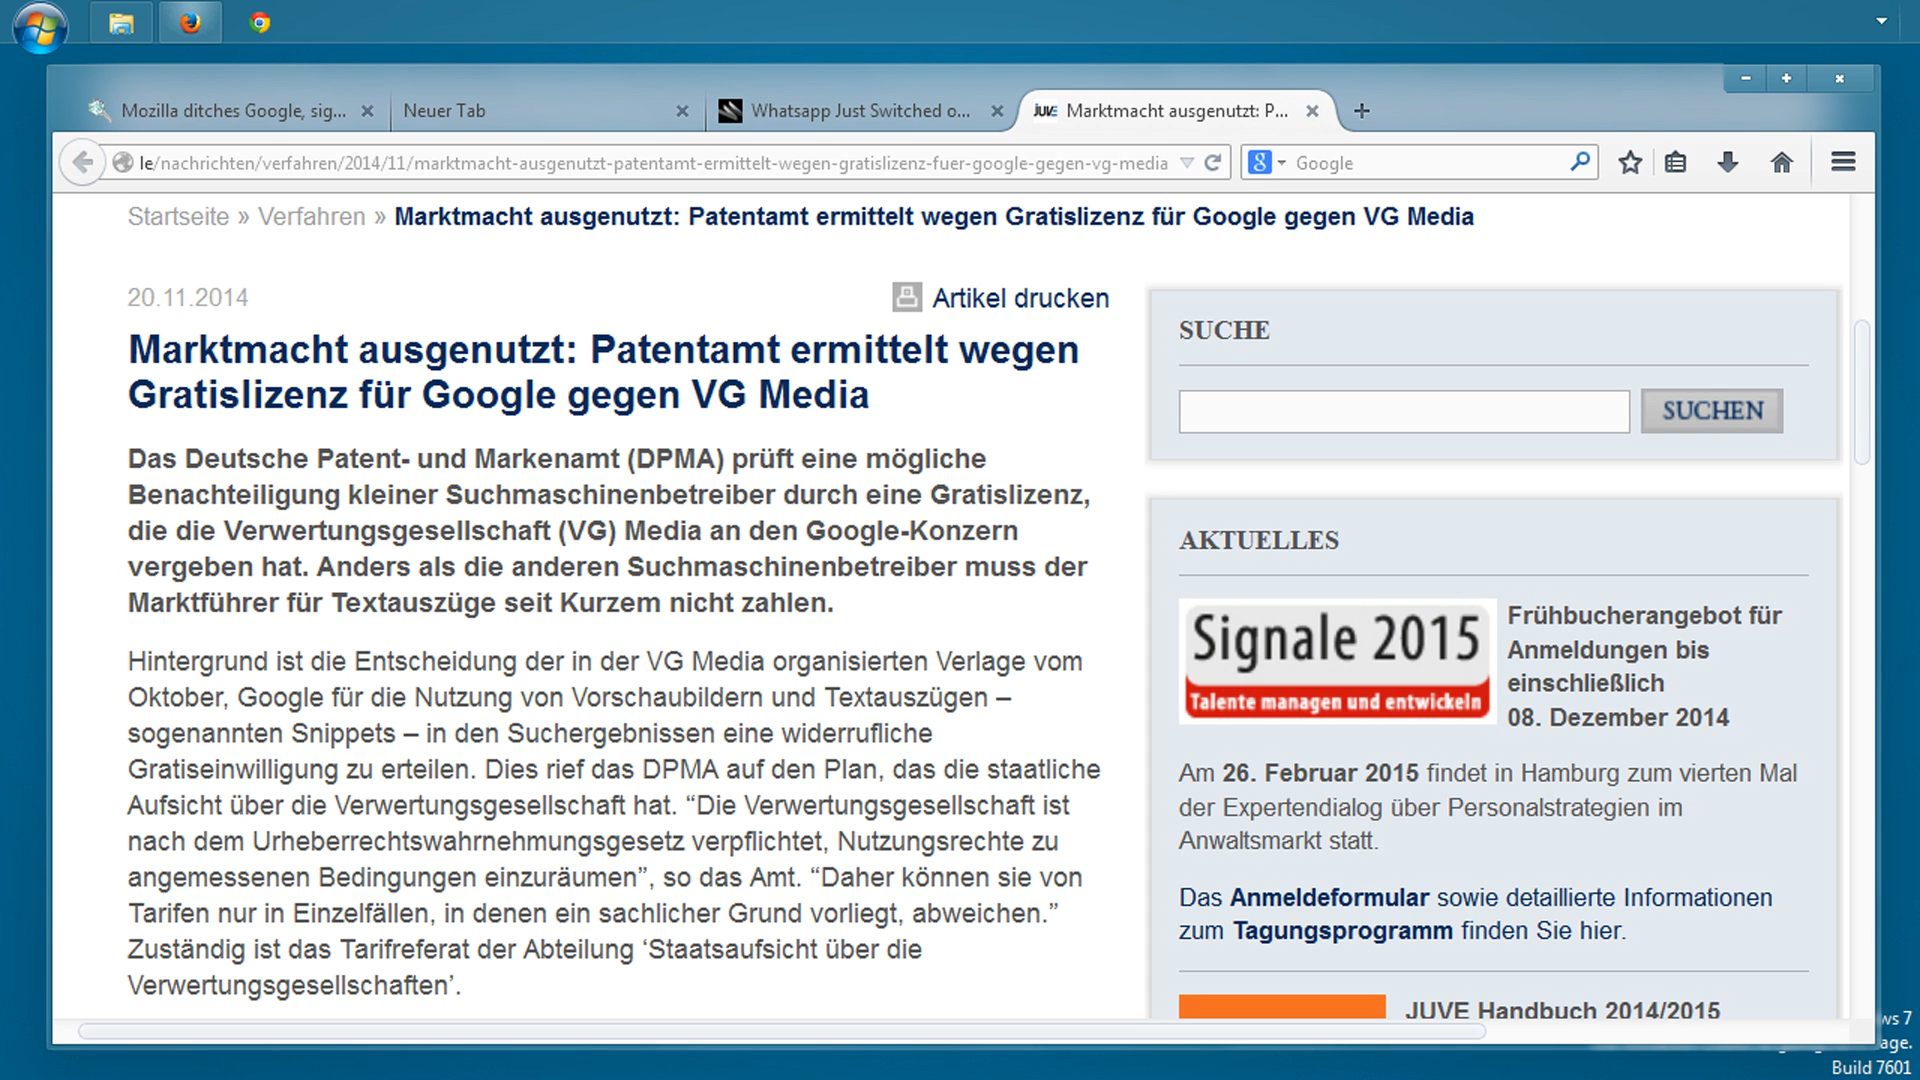 Mozilla ditches Google, sig...
Neuer Tab
Whatsapp Just Switched o...
JUVE Marktmacht ausgenutzt: P...
le/nachrichten/verfahren/2014/11/marktmacht-ausgenutzt-patentamt-ermittelt-wegen-gratislizenz-fuer-google-gegen-vg-media
8 Google
Startseite » Verfahren » Marktmacht ausgenutzt: Patentamt ermittelt wegen Gratislizenz für Google gegen VG Media
20.11.2014
Artikel drucken
Marktmacht ausgenutzt: Patentamt ermittelt wegen
Gratislizenz für Google gegen VG Media
Das Deutsche Patent- und Markenamt (DPMA) prüft eine mögliche
Benachteiligung kleiner Suchmaschinenbetreiber durch eine Gratislizenz,
die die Verwertungsgesellschaft (VG) Media an den Google-Konzern
vergeben hat. Anders als die anderen Suchmaschinenbetreiber muss der
Marktführer für Textauszüge seit Kurzem nicht zahlen.
Hintergrund ist die Entscheidung der in der VG Media organisierten Verlage vom
Oktober, Google für die Nutzung von Vorschaubildern und Textauszügen –
sogenannten Snippets – in den Suchergebnissen eine widerrufliche
Gratiseinwilligung zu erteilen. Dies rief das DPMA auf den Plan, das die staatliche
Aufsicht über die Verwertungsgesellschaft hat. “Die Verwertungsgesellschaft ist
nach dem Urheberrechtswahrnehmungsgesetz verpflichtet, Nutzungsrechte zu
angemessenen Bedingungen einzuräumen”, so das Amt. “Daher können sie von
Tarifen nur in Einzelfällen, in denen ein sachlicher Grund vorliegt, abweichen.”
Zuständig ist das Tarifreferat der Abteilung ‘Staatsaufsicht über die
Verwertungsgesellschaften’.
SUCHE
SUCHEN
AKTUELLES
Signale 2015
Talente managen und entwickeln
Frühbucherangebot für
Anmeldungen bis
einschließlich
08. Dezember 2014
Am 26. Februar 2015 findet in Hamburg zum vierten Mal
der Expertendialog über Personalstrategien im
Anwaltsmarkt statt.
Das Anmeldeformular sowie detaillierte Informationen
zum Tagungsprogramm finden Sie hier.
JUVE Handbuch 2014/2015
ws 7
age.
Build 7601